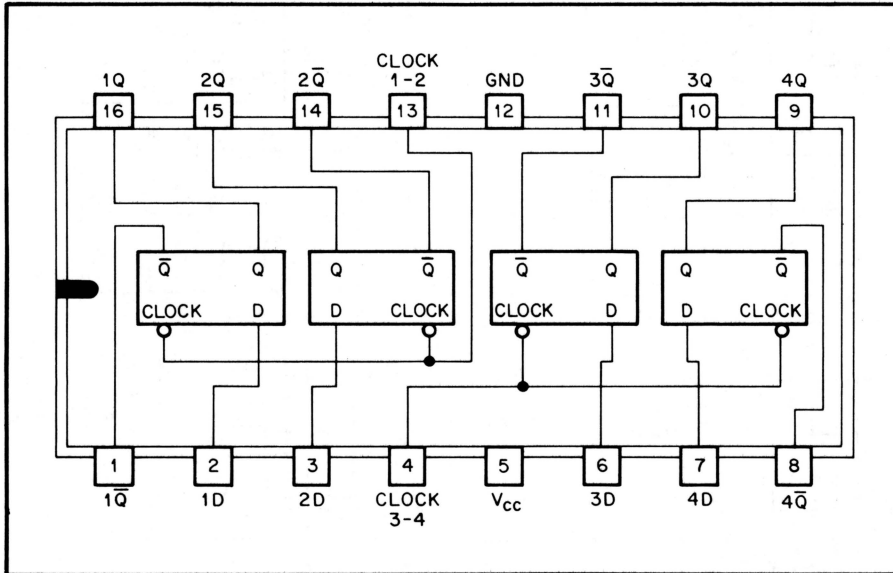 CLOCK
1Q 2Q 2Q̅ 1-2 GND 3Q̅ 3Q 4Q
16 15 14 13 12 11 10 9
Q̅ Q Q Q̅ Q̅ Q Q Q̅
CLOCK D D CLOCK CLOCK D D CLOCK
1 2 3 4 5 6 7 8
1Q̅ 1D 2D CLOCK VCC 3D 4D 4Q̅
3-4